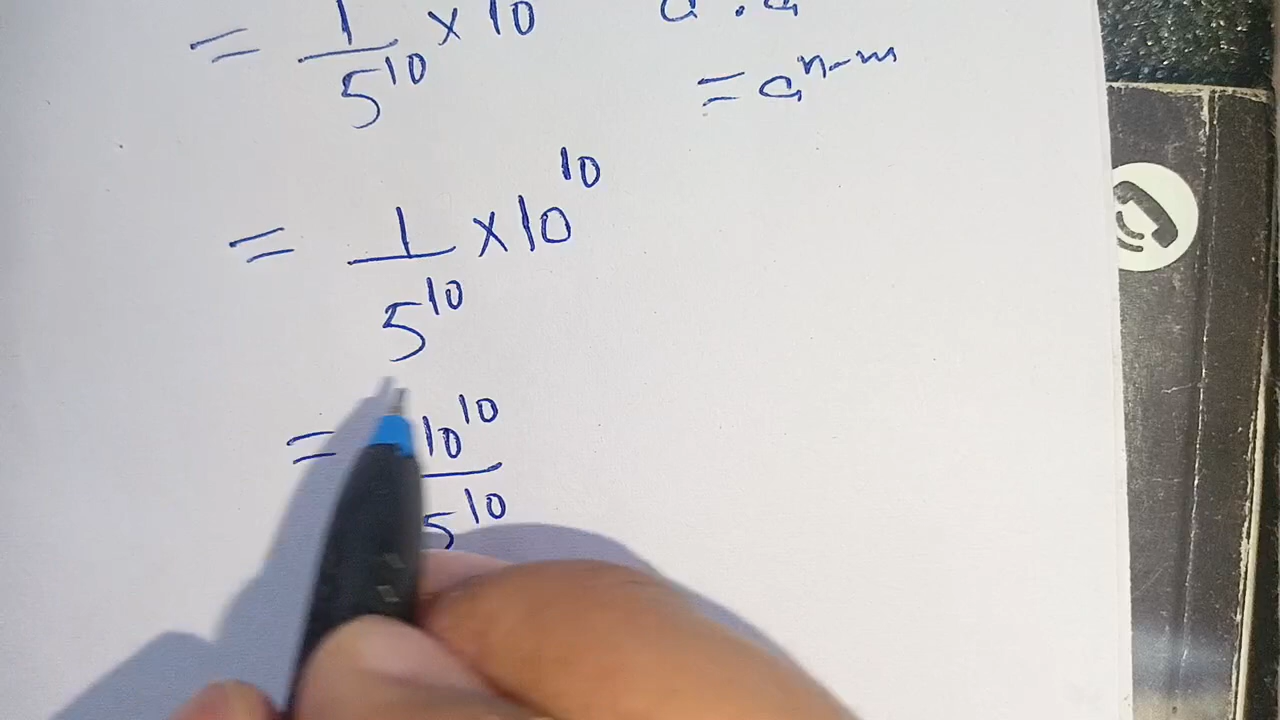 = 1/5^10 × 10
= a^n-m
= 1/5^10 × 10^10
= 10^10/5^10